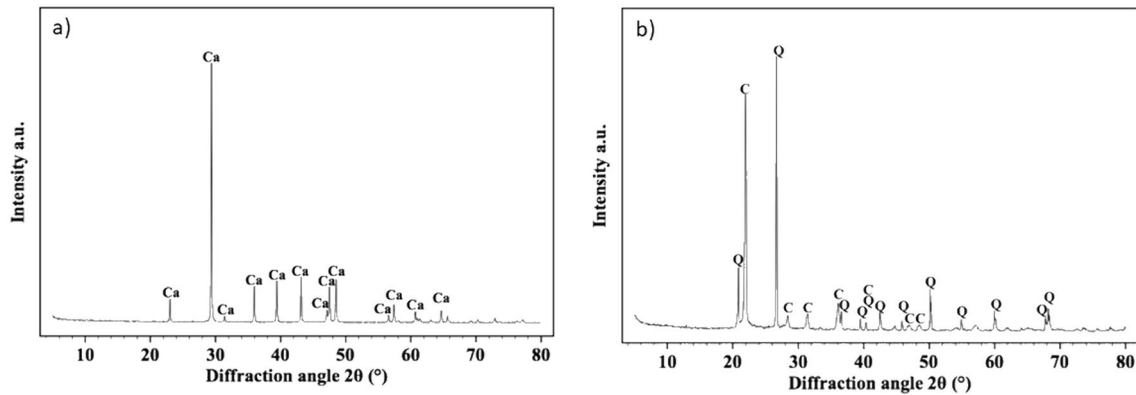 a)
Ca
Ca
Ca
Ca
Ca
Ca
Ca
Ca
Ca
Ca
Ca
Ca
Ca
Intensity a.u.
10 20 30 40 50 60 70 80
Diffraction angle 2θ (°)
b)
Q
C
Q
C
C
C
Q
C
Q
Q
Q
Q
C
C
Q
Q
Q
Q
Q
Intensity a.u.
10 20 30 40 50 60 70 80
Diffraction angle 2θ (°)